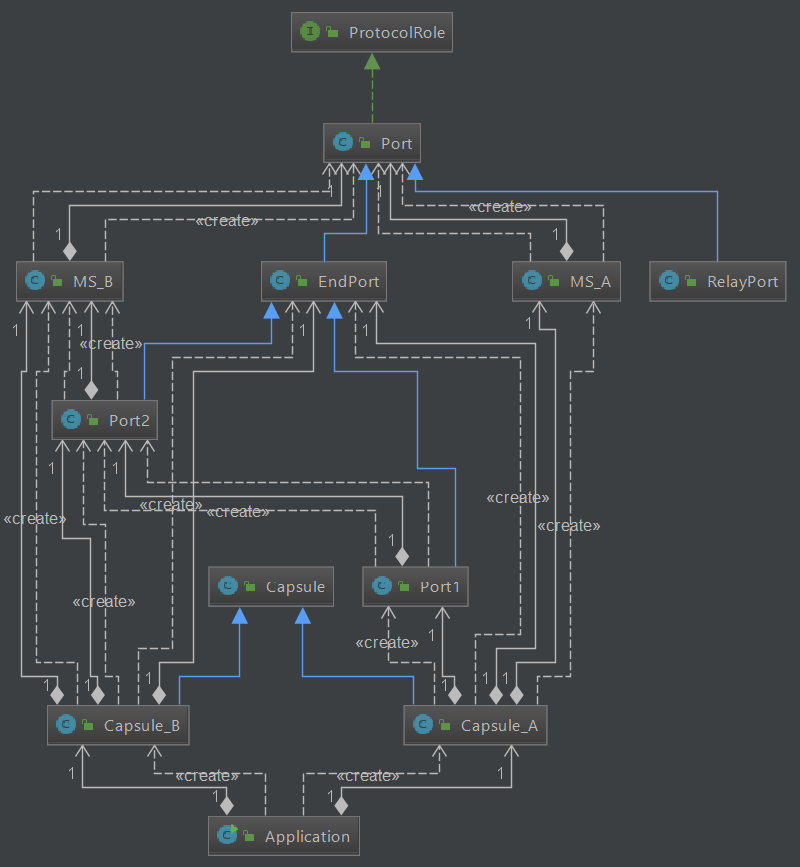 I ProtocolRole
C Port
1
1
«create»
«create»
1
1
C MS_B
C EndPort
C MS_A
C RelayPort
1
1
1
1
1
«create»
1
C Port2
1
1
«create»
«create»
«create»
«create»
«create»
1
C Capsule
C Port1
«create»
1
«create»
1
1
1
1
1
1
C Capsule_B
C Capsule_A
1
«create»
«create»
1
1
1
C Application